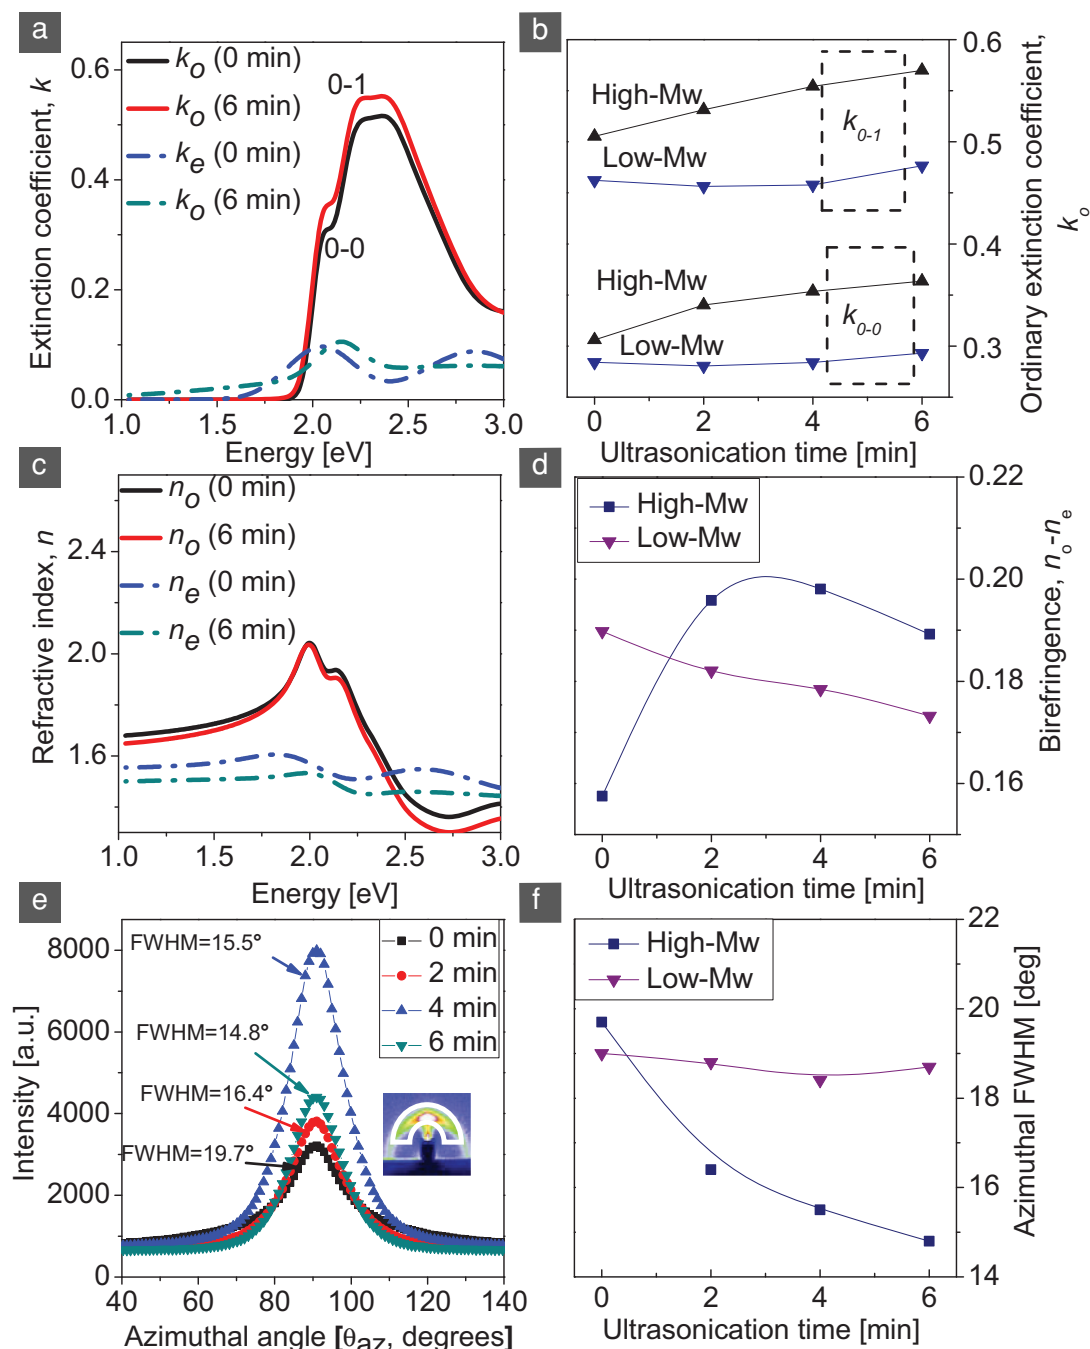 a
k_o (0 min)
k_o (6 min)
k_e (0 min)
k_o (6 min)
0-1
0-0
0.6
0.4
0.2
0.0
Extinction coefficient, k
1.0 1.5 2.0 2.5 3.0
Energy [eV]
b
High-Mw
Low-Mw
k_0-1
High-Mw
Low-Mw
k_0-0
0.6
0.5
0.4
0.3
Ordinary extinction coefficient,
k_o
0 2 4 6
Ultrasonication time [min]
c
n_o (0 min)
n_o (6 min)
n_e (0 min)
n_e (6 min)
2.4
2.0
1.6
Refractive index, n
1.0 1.5 2.0 2.5 3.0
Energy [eV]
d
High-Mw
Low-Mw
0.22
0.20
0.18
0.16
Birefringence, n_o-n_e
0 2 4 6
Ultrasonication time [min]
e
FWHM=15.5°
FWHM=14.8°
FWHM=16.4°
FWHM=19.7°
0 min
2 min
4 min
6 min
8000
6000
4000
2000
0
Intensity [a.u.]
40 60 80 100 120 140
Azimuthal angle [θ_az, degrees]
f
High-Mw
Low-Mw
22
20
18
16
14
Azimuthal FWHM [deg]
0 2 4 6
Ultrasonication time [min]